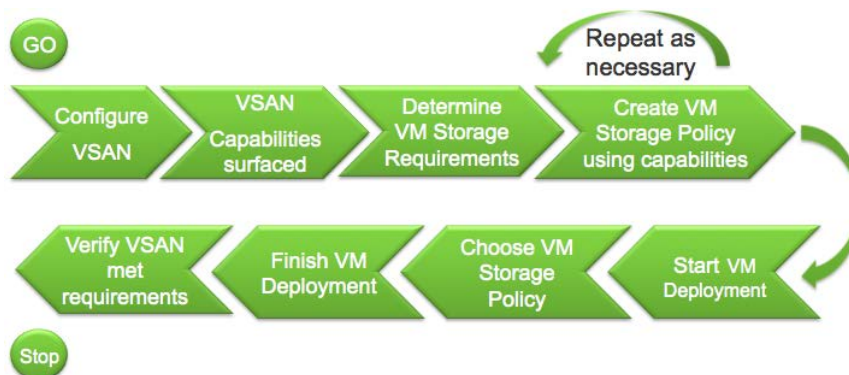 GO
Repeat as
necessary
Configure
VSAN
VSAN
Capabilities
surfaced
Determine
VM Storage
Requirements
Create VM
Storage Policy
using capabilities
Start VM
Deployment
Choose VM
Storage
Policy
Finish VM
Deployment
Verify VSAN
met
requirements
Stop